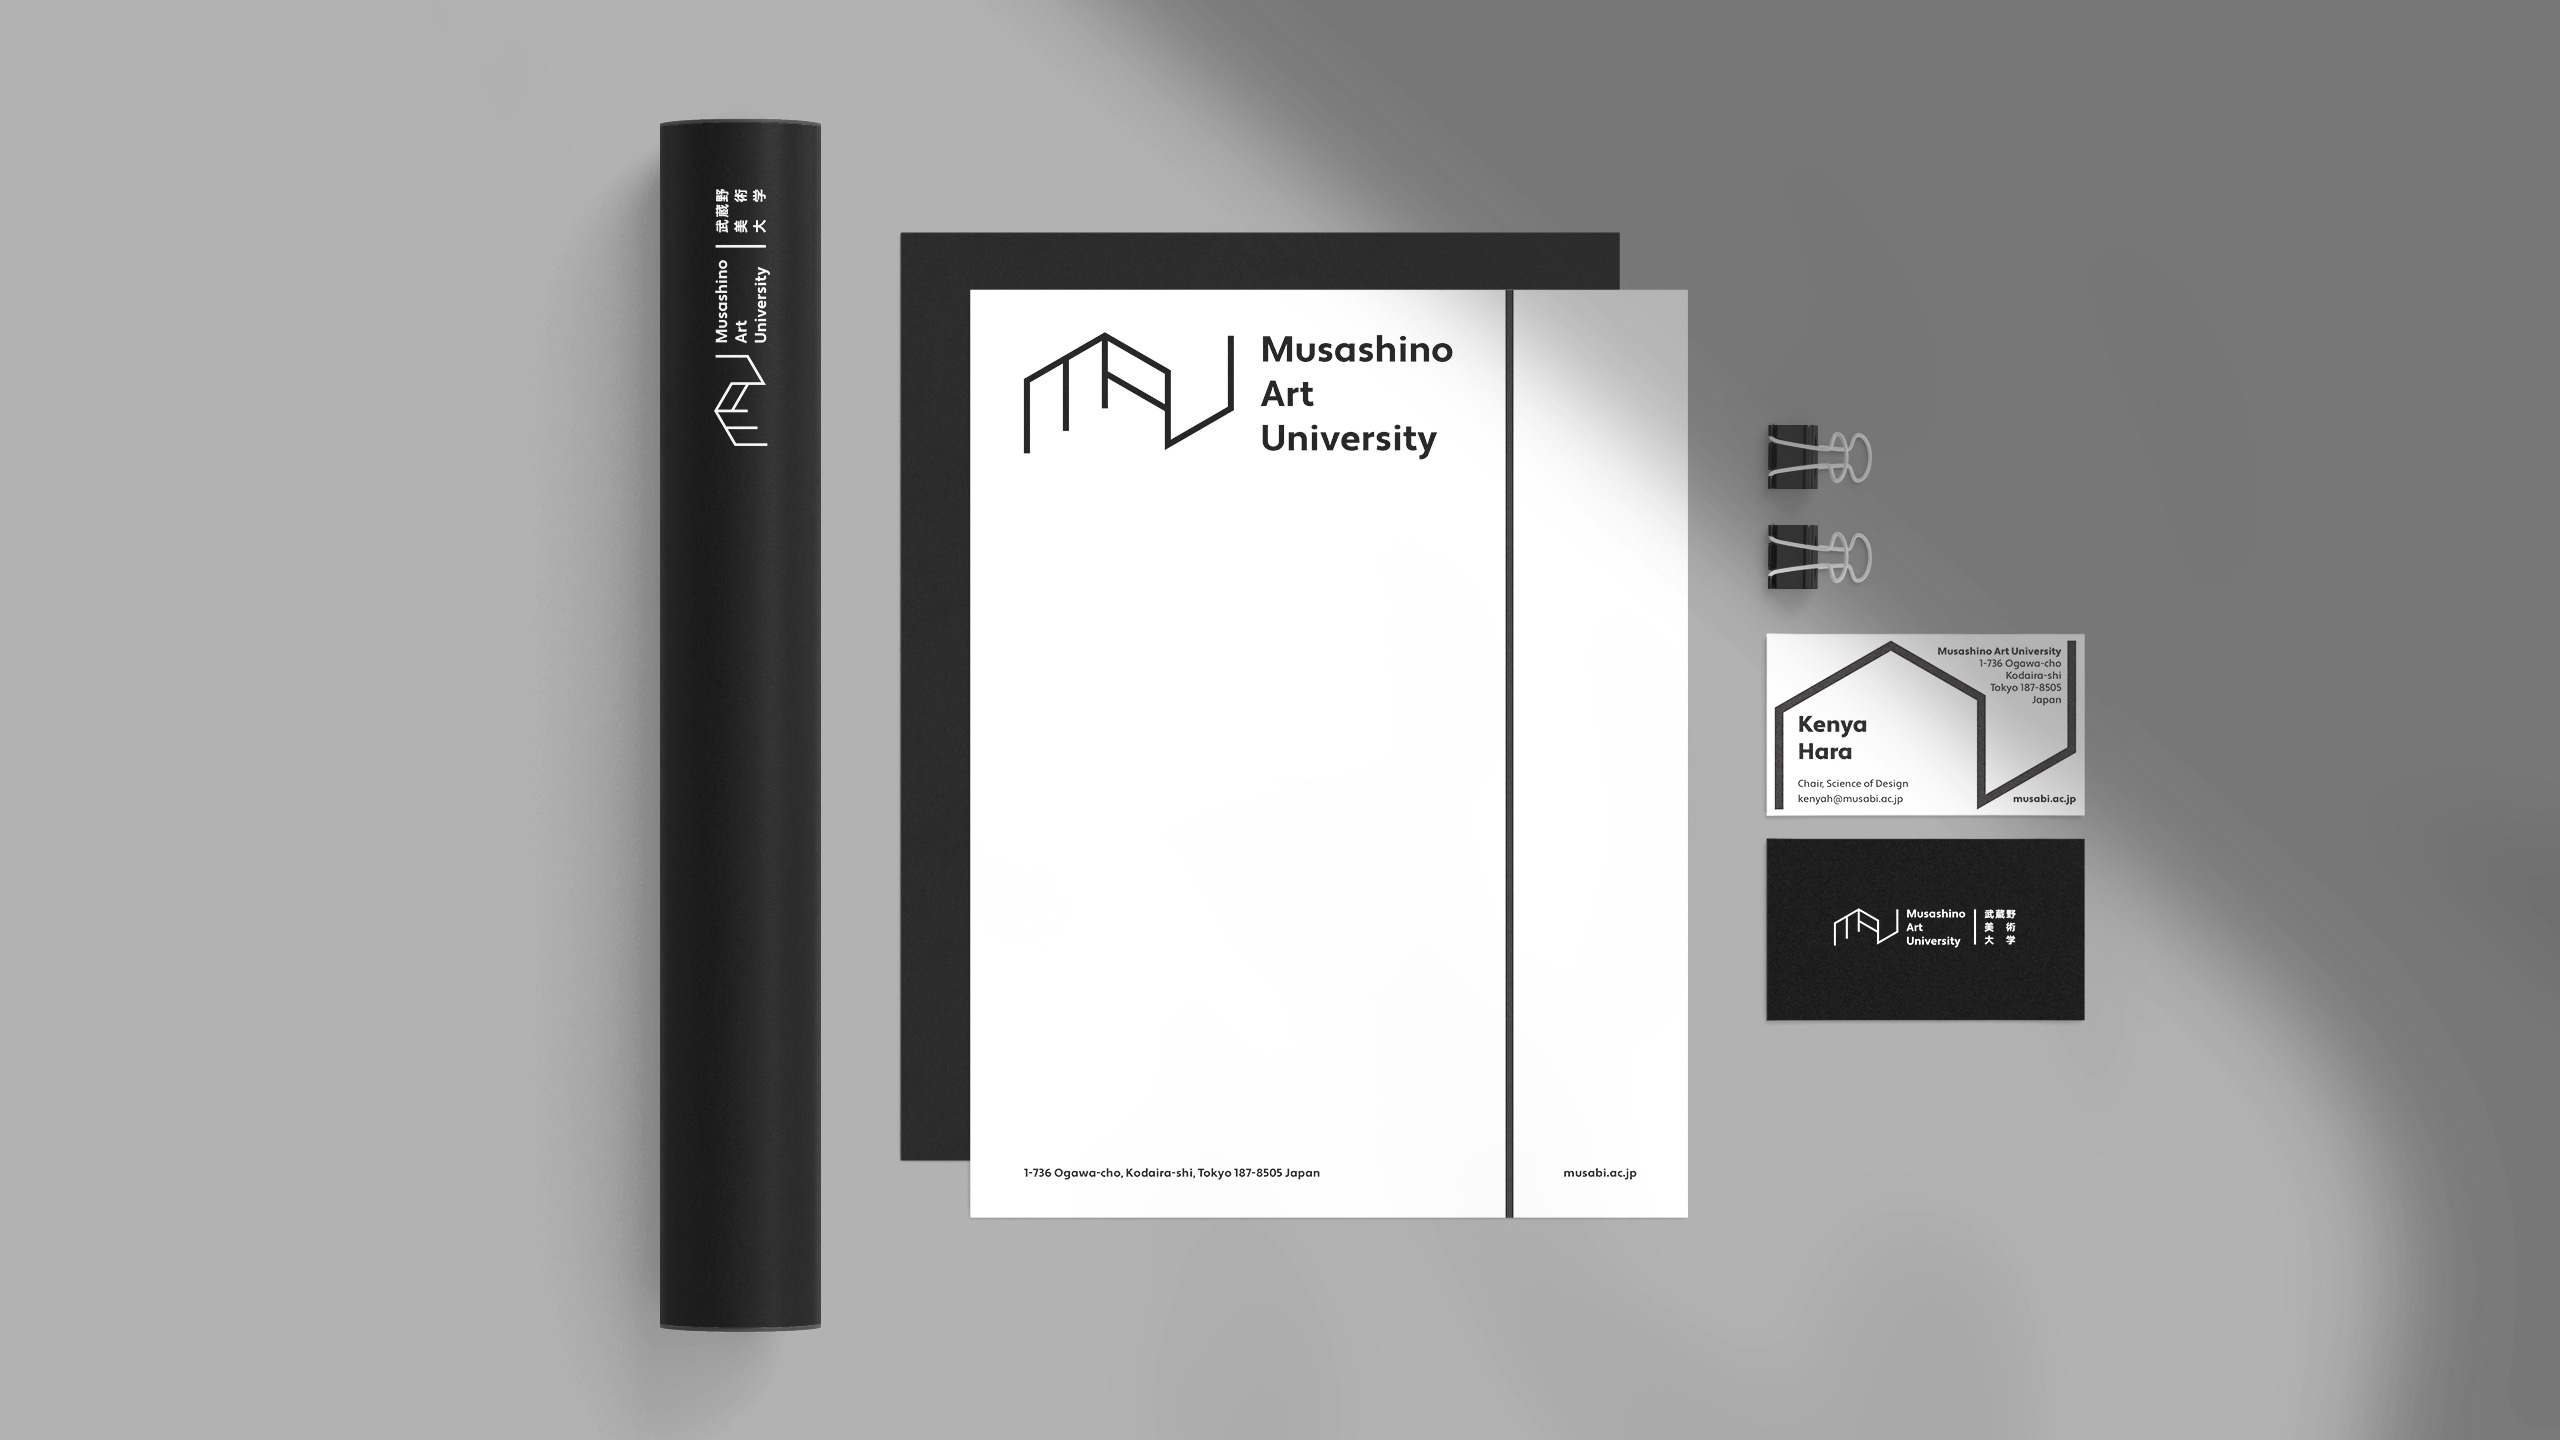 Musashino
Art
University
武蔵野
美術
大学
Musashino
Art
University
1-736 Ogawa-cho, Kodaira-shi, Tokyo 187-8505 Japan
musabi.ac.jp
Musashino Art University
1-736 Ogawa-cho
Kodaira-shi
Tokyo 187-8505
Japan
Kenya
Hara
Chair, Science of Design
kenyah@musabi.ac.jp
musabi.ac.jp
Musashino
Art
University
武蔵野
美術
大学